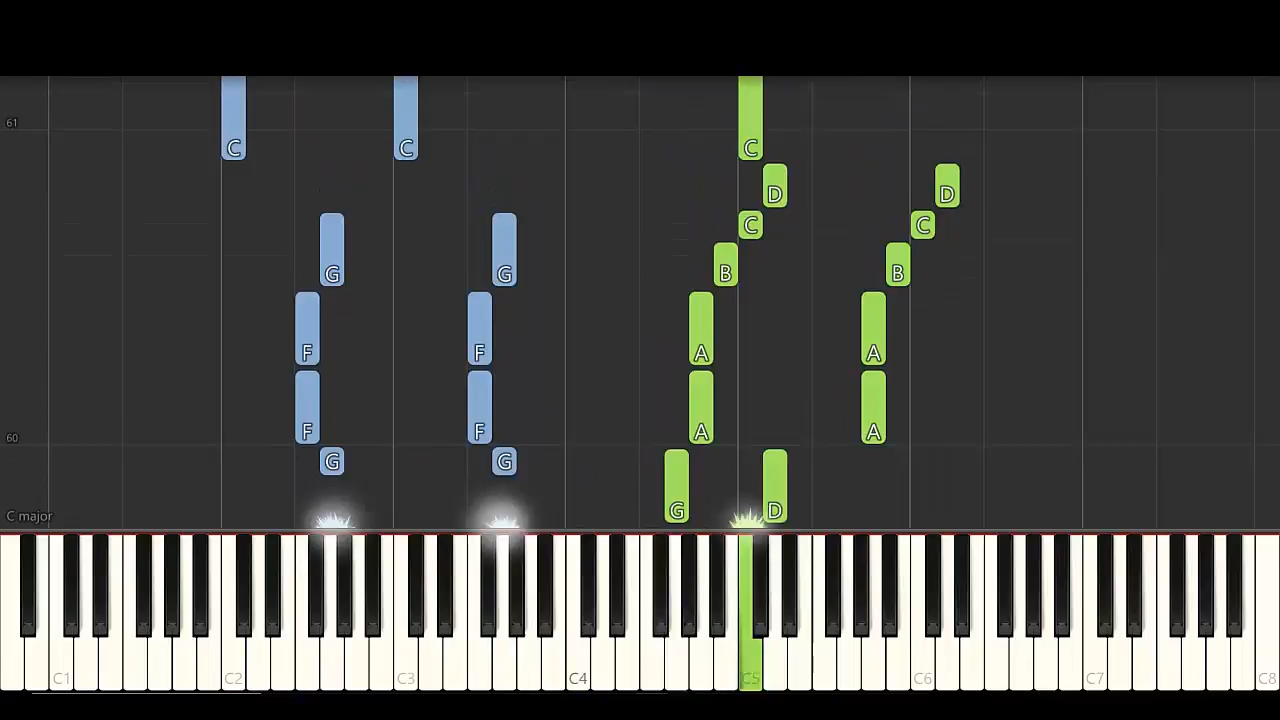 61
C C C
D D
C C
B B
G G
A A
F F
A A
F F
60
G G
G D
C major
C1 C2 C3 C4 C5 C6 C7 C8